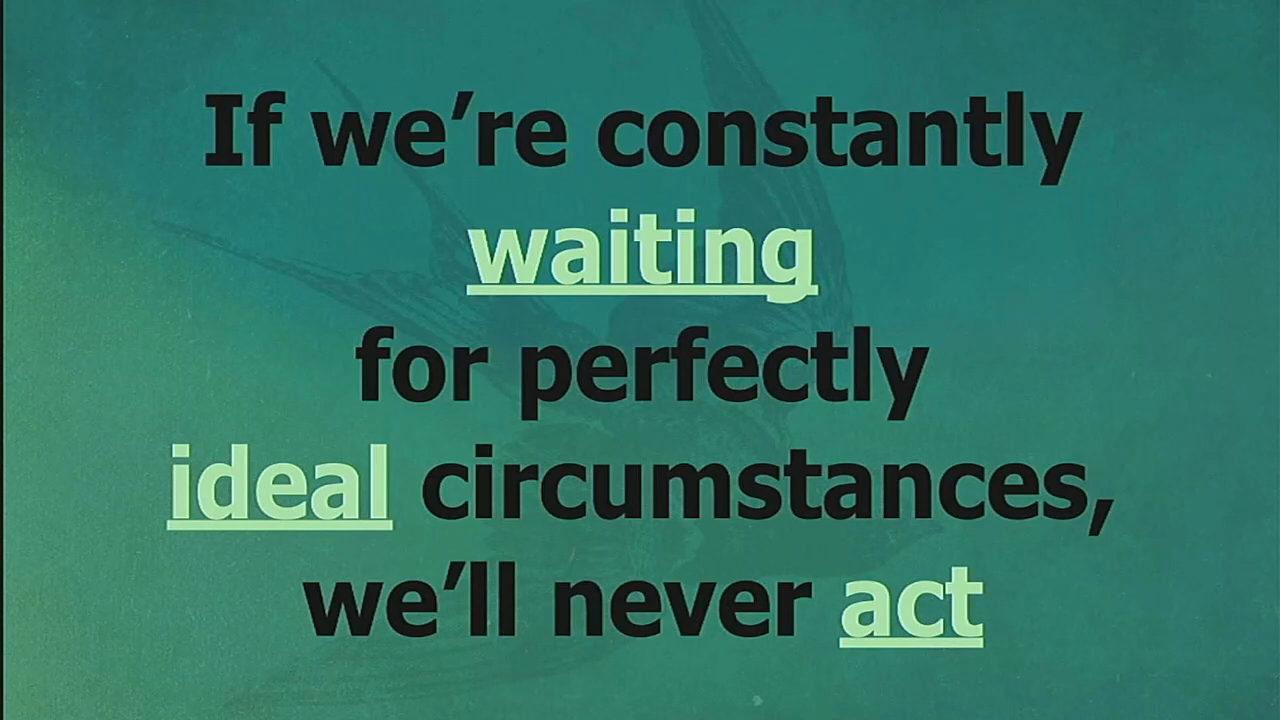 If we’re constantly
waiting
for perfectly
ideal circumstances,
we’ll never act